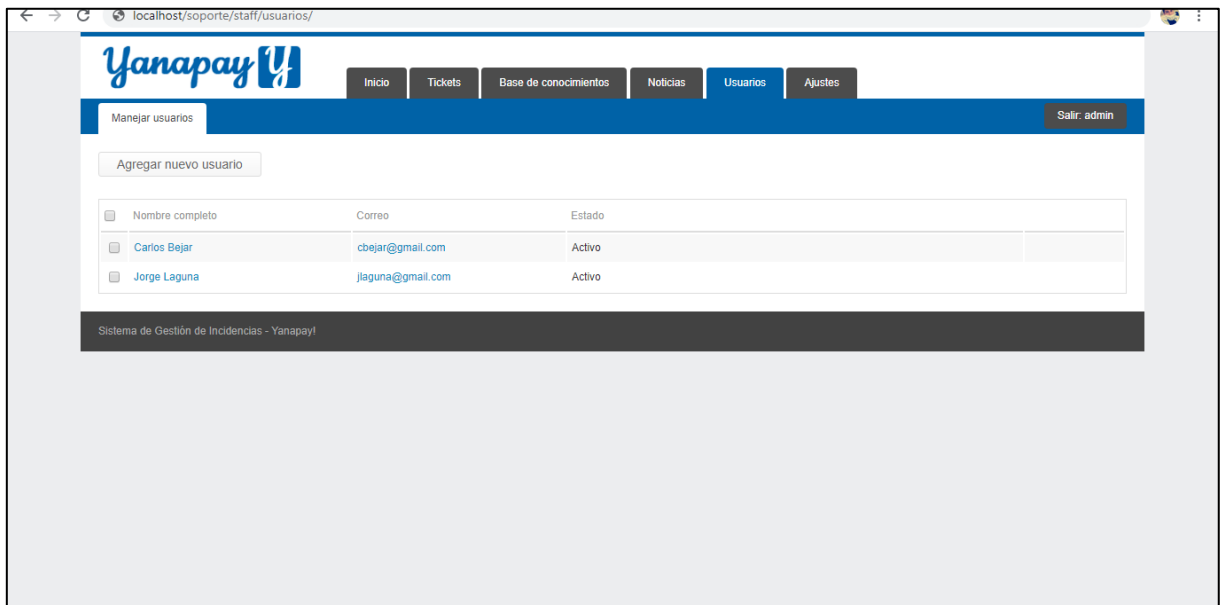 localhost/soporte/staff/usuarios/
Yanapay Y
Inicio Tickets Base de conocimientos Noticias Usuarios Ajustes
Manejar usuarios Salir: admin
Agregar nuevo usuario
Nombre completo Correo Estado
Carlos Bejar cbejar@gmail.com Activo
Jorge Laguna jlaguna@gmail.com Activo
Sistema de Gestión de Incidencias - Yanapay!